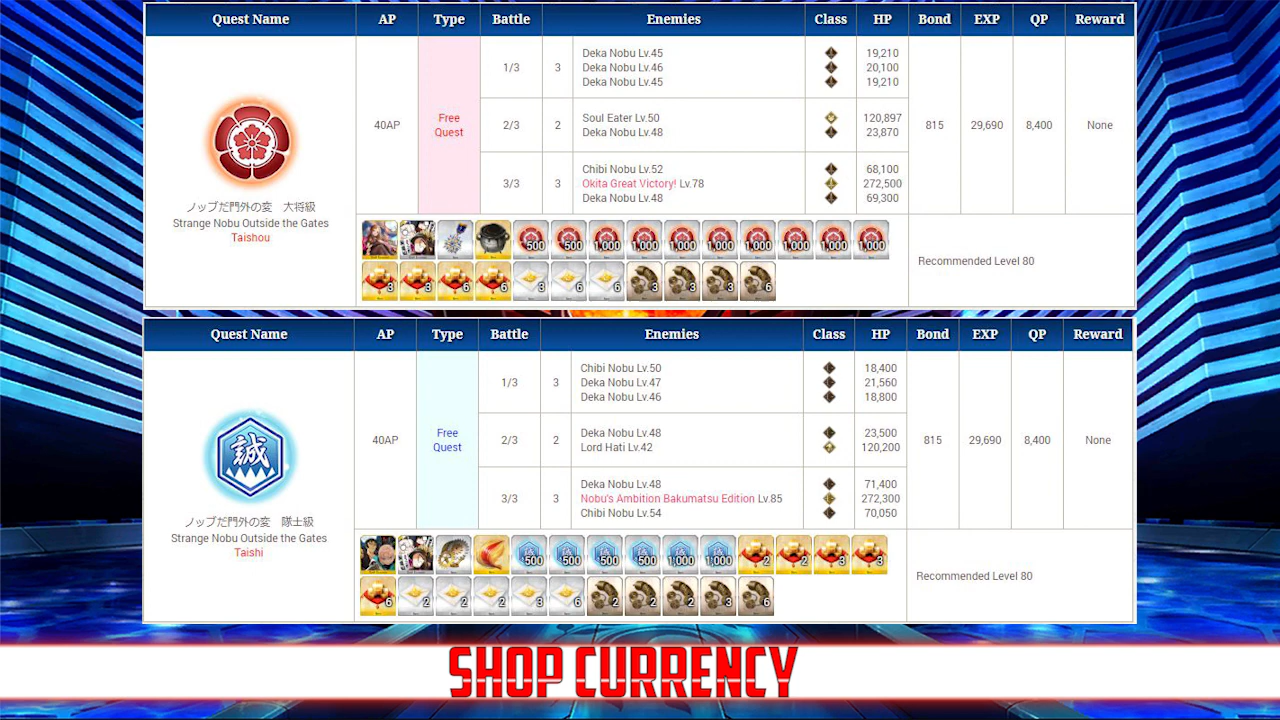 Quest Name AP Type Battle Enemies Class HP Bond EXP QP Reward
ノッブだ門外の変 大将級
Strange Nobu Outside the Gates
Taishou
40AP
Free
Quest
1/3 3
Deka Nobu Lv.45 19,210
Deka Nobu Lv.46 20,100
Deka Nobu Lv.45 19,210
2/3 2
Soul Eater Lv.50 120,897
Deka Nobu Lv.48 23,870
3/3 3
Chibi Nobu Lv.52 68,100
Okita Great Victory! Lv.78 272,500
Deka Nobu Lv.48 69,300
815 29,690 8,400 None
500 500 1,000 1,000 1,000 1,000 1,000 1,000 1,000 1,000
3 3 6 6 3 6 6 3 3 3 6
Recommended Level 80
Quest Name AP Type Battle Enemies Class HP Bond EXP QP Reward
誠
ノッブだ門外の変 隊士級
Strange Nobu Outside the Gates
Taishi
40AP
Free
Quest
1/3 3
Chibi Nobu Lv.50 18,400
Deka Nobu Lv.47 21,560
Deka Nobu Lv.46 18,800
2/3 2
Deka Nobu Lv.48 23,500
Lord Hati Lv.42 120,200
3/3 3
Deka Nobu Lv.48 71,400
Nobu's Ambition Bakumatsu Edition Lv.85 272,300
Chibi Nobu Lv.54 70,050
815 29,690 8,400 None
500 500 500 500 1,000 1,000 2 2 3 3
6 2 2 2 3 6 2 2 2 3 6
Recommended Level 80
SHOP CURRENCY